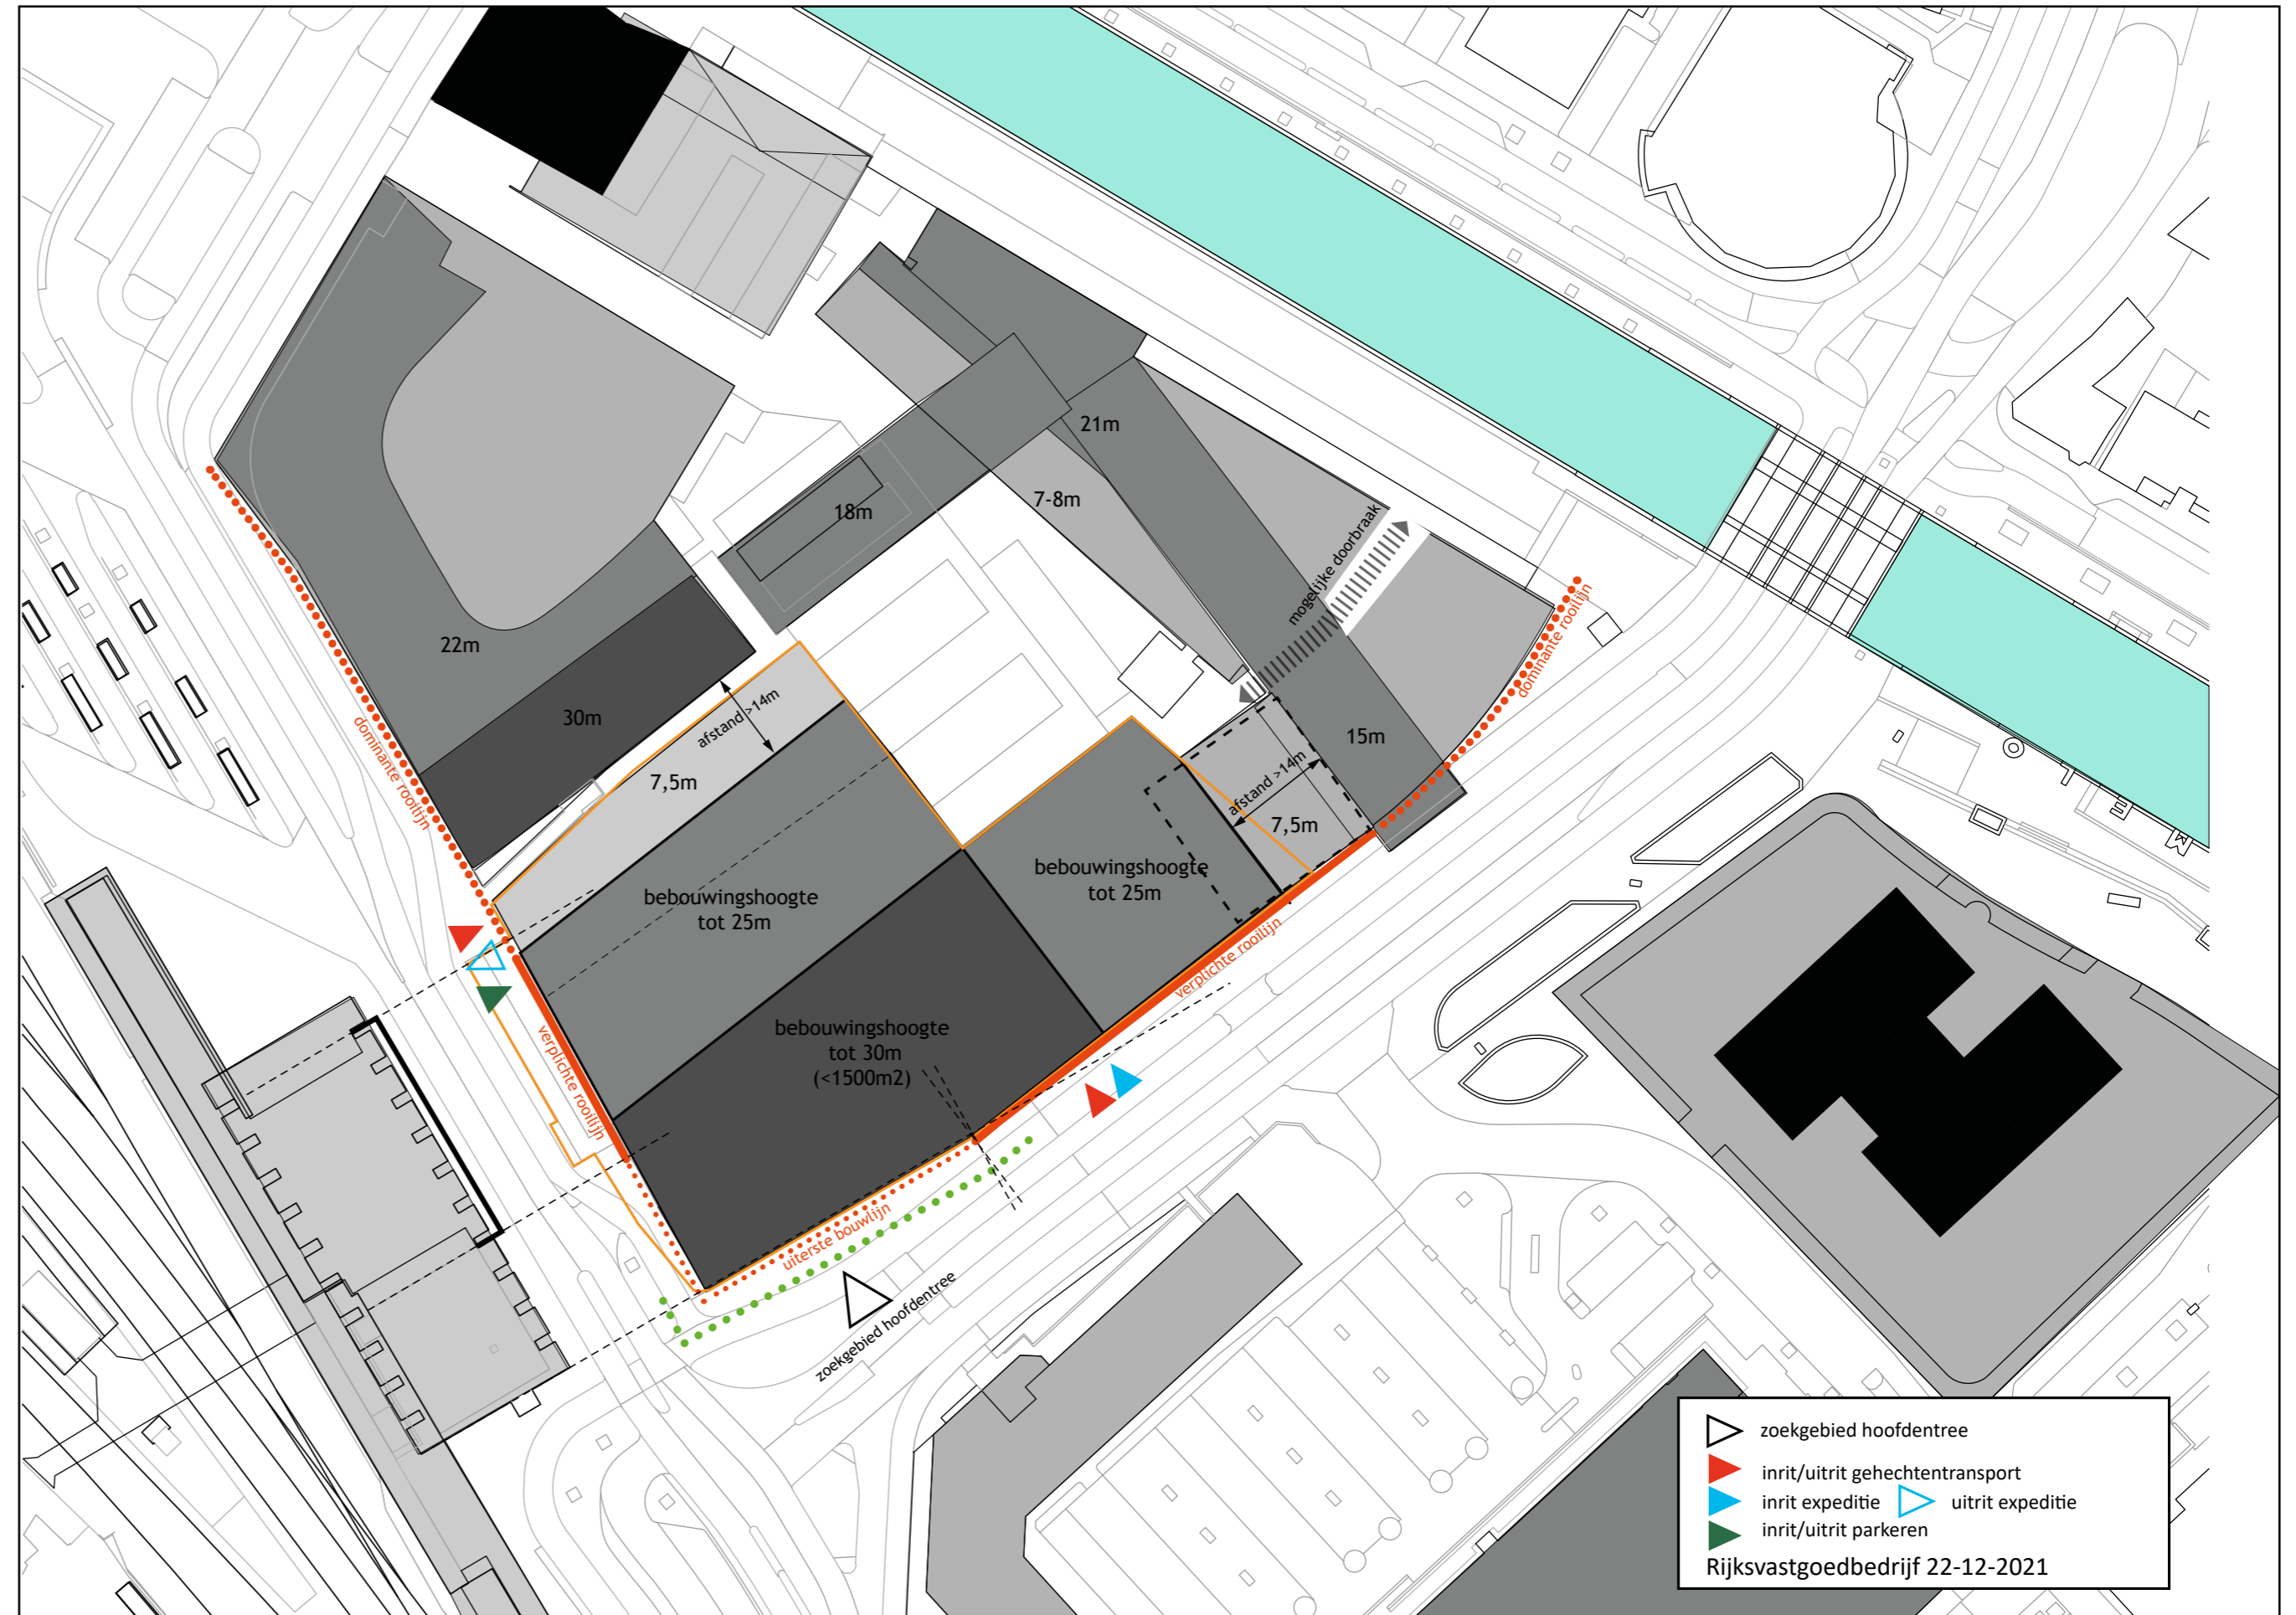 21m
7-8m
18m
mogelijke doorbraak
dominante rooilijn
22m
30m
afstand >14m
7,5m
15m
afstand >14m
7,5m
dominante rooilijn
bebouwingshoogte
tot 25m
bebouwingshoogte
tot 25m
verplichte rooilijn
bebouwingshoogte
tot 30m
(<1500m2)
verplichte rooilijn
uiterste bouwlijn
zoekgebied hoofdentree
zoekgebied hoofdentree
inrit/uitrit gehechtentransport
inrit expeditie
uitrit expeditie
inrit/uitrit parkeren
Rijksvastgoedbedrijf 22-12-2021